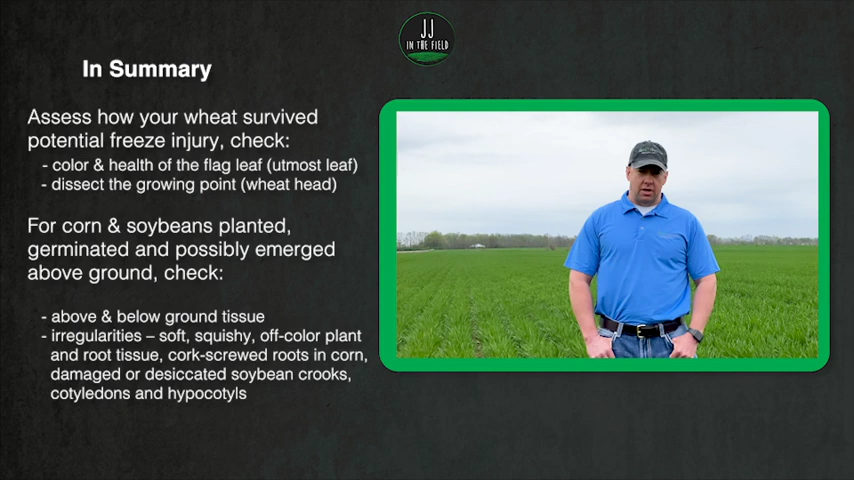 JJ
IN THE FIELD
In Summary
Assess how your wheat survived
potential freeze injury, check:
- color & health of the flag leaf (utmost leaf)
- dissect the growing point (wheat head)
For corn & soybeans planted,
germinated and possibly emerged
above ground, check:
- above & below ground tissue
- irregularities – soft, squishy, off-color plant
and root tissue, cork-screwed roots in corn,
damaged or desiccated soybean crooks,
cotyledons and hypocotyls